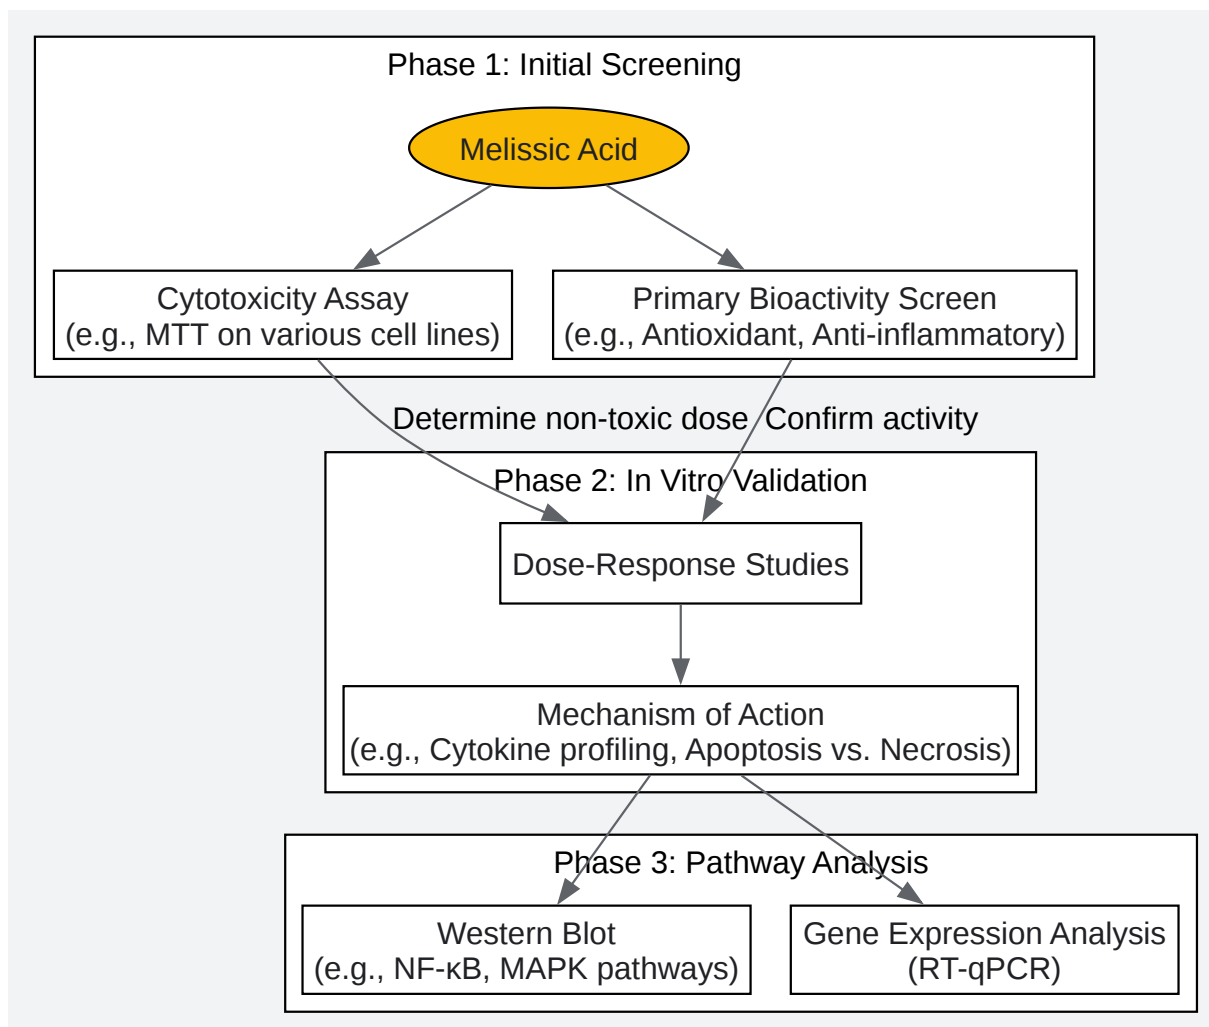 Phase 1: Initial Screening
Melissic Acid
Cytotoxicity Assay
(e.g., MTT on various cell lines)
Primary Bioactivity Screen
(e.g., Antioxidant, Anti-inflammatory)
Determine non-toxic dose
Confirm activity
Phase 2: In Vitro Validation
Dose-Response Studies
Mechanism of Action
(e.g., Cytokine profiling, Apoptosis vs. Necrosis)
Phase 3: Pathway Analysis
Western Blot
(e.g., NF-κB, MAPK pathways)
Gene Expression Analysis
(RT-qPCR)